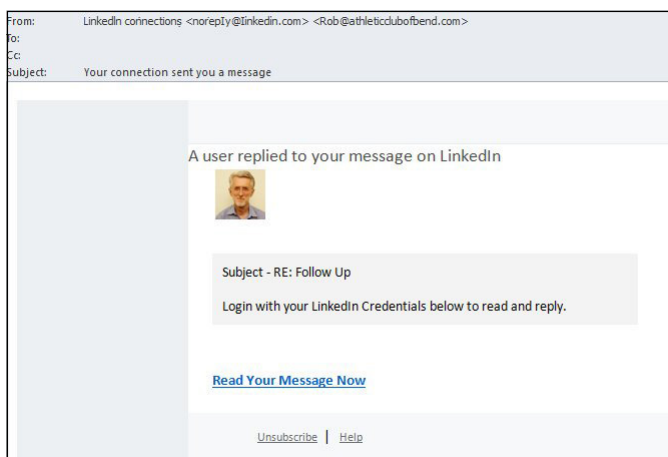 From: LinkedIn connections <norepIy@Iinkedin.com> <Rob@athleticclubofbend.com>
To:
Cc:
Subject: Your connection sent you a message
A user replied to your message on LinkedIn
Subject - RE: Follow Up
Login with your LinkedIn Credentials below to read and reply.
Read Your Message Now
Unsubscribe | Help